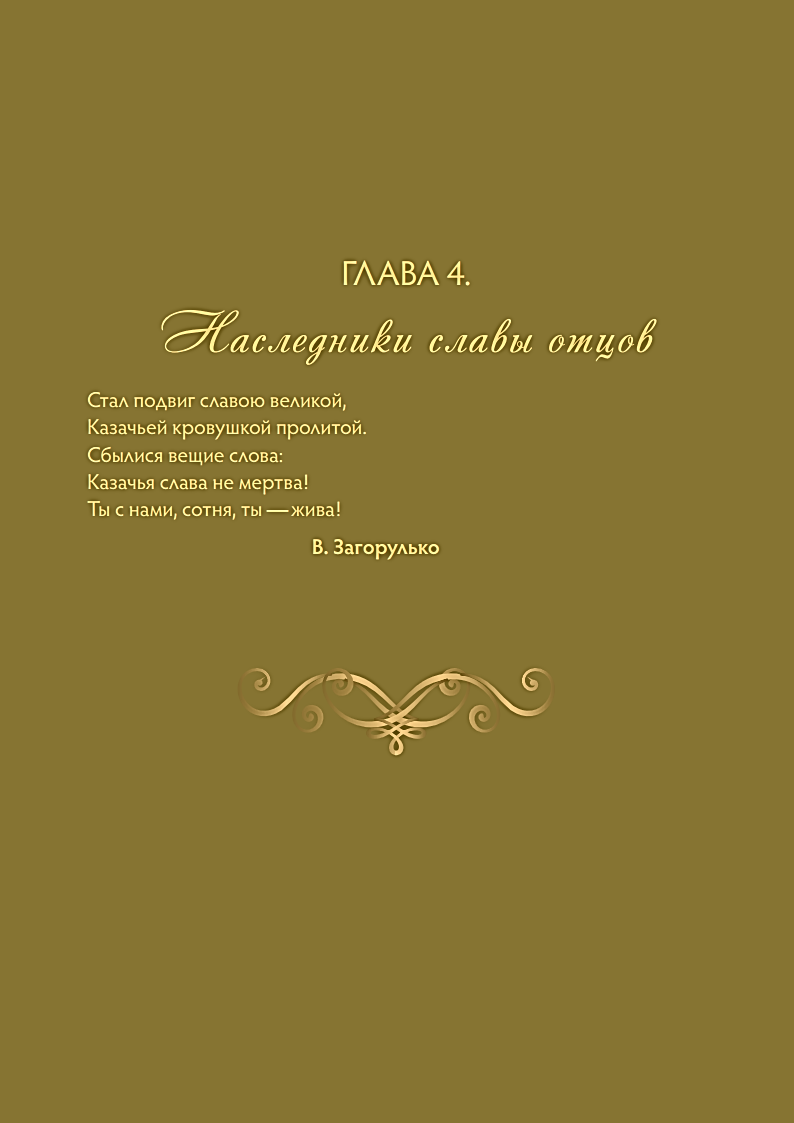 ГЛАВА 4.
Наследники славы отцов
Стал подвиг славою великой,
Казачьей кровушкой пролитой.
Сбылися вещие слова:
Казачья слава не мертва!
Ты с нами, сотня, ты — жива!
В. Загорулько